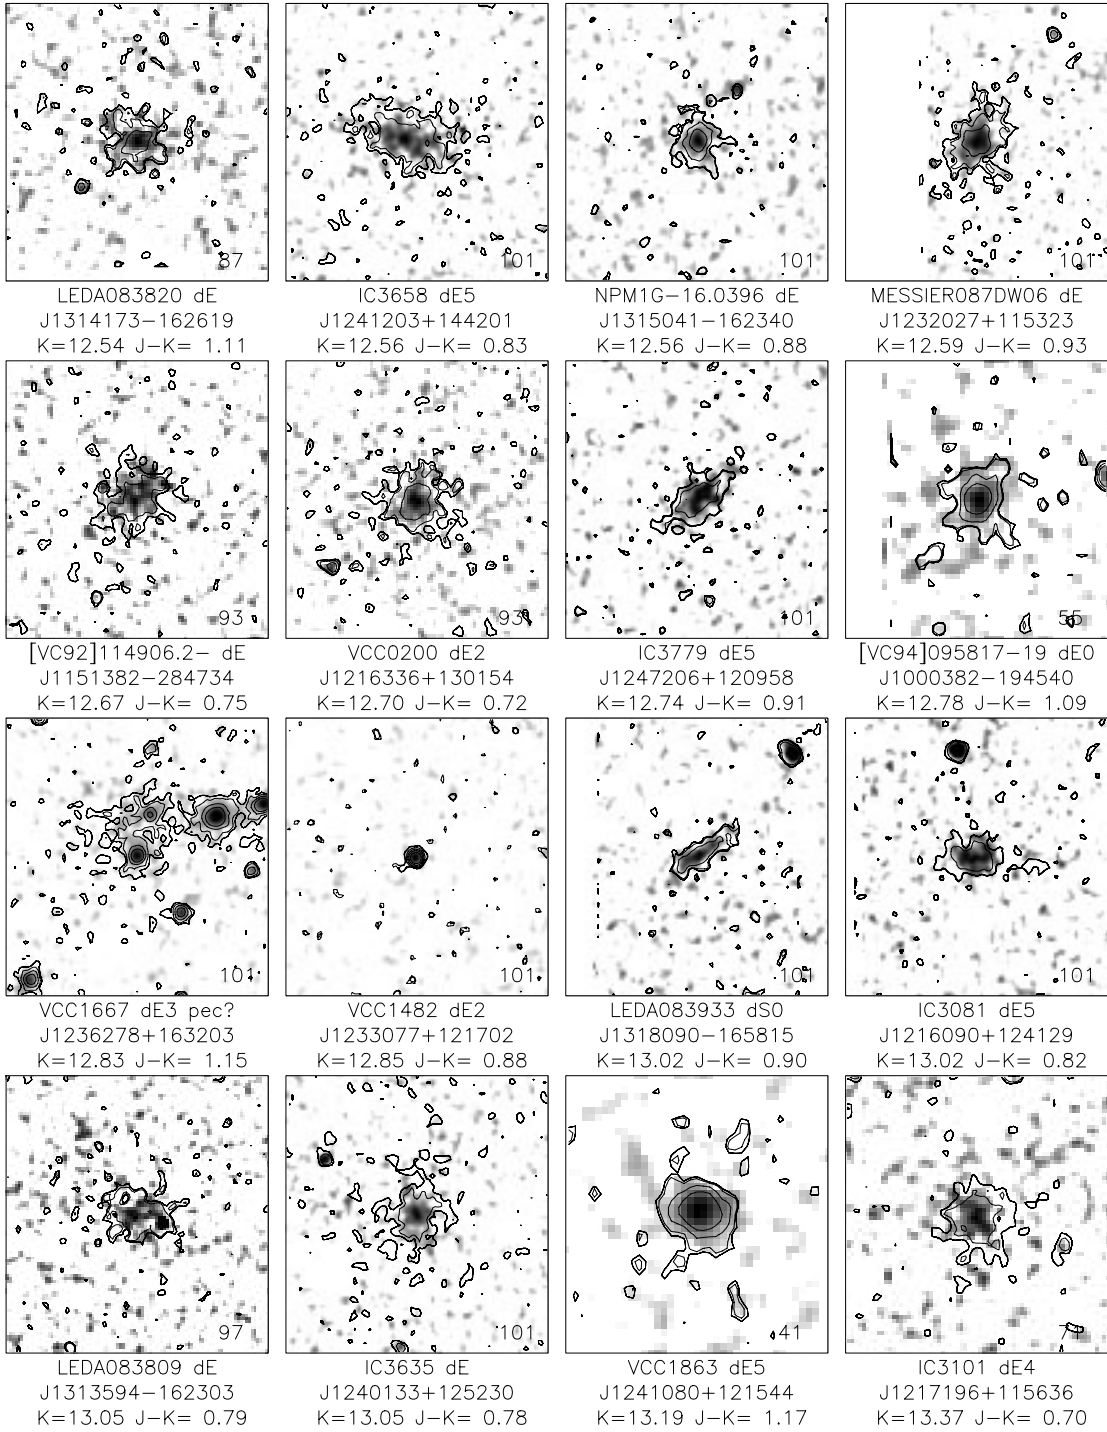 87
LEDA083820 dE
J1314173−162619
K=12.54 J−K= 1.11
101
IC3658 dE5
J1241203+144201
K=12.56 J−K= 0.83
101
NPM1G−16.0396 dE
J1315041−162340
K=12.56 J−K= 0.88
101
MESSIER087DW06 dE
J1232027+115323
K=12.59 J−K= 0.93
93
[VC92]114906.2− dE
J1151382−284734
K=12.67 J−K= 0.75
93
VCC0200 dE2
J1216336+130154
K=12.70 J−K= 0.72
101
IC3779 dE5
J1247206+120958
K=12.74 J−K= 0.91
55
[VC94]095817−19 dE0
J1000382−194540
K=12.78 J−K= 1.09
101
VCC1667 dE3 pec?
J1236278+163203
K=12.83 J−K= 1.15
101
VCC1482 dE2
J1233077+121702
K=12.85 J−K= 0.88
101
LEDA083933 dS0
J1318090−165815
K=13.02 J−K= 0.90
101
IC3081 dE5
J1216090+124129
K=13.02 J−K= 0.82
97
LEDA083809 dE
J1313594−162303
K=13.05 J−K= 0.79
101
IC3635 dE
J1240133+125230
K=13.05 J−K= 0.78
41
VCC1863 dE5
J1241080+121544
K=13.19 J−K= 1.17
IC3101 dE4
J1217196+115636
K=13.37 J−K= 0.70